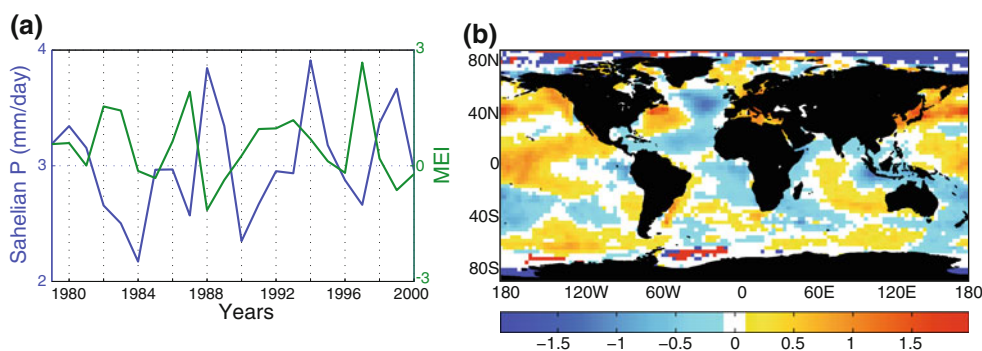 (a)
4
3
2
Sahelian P (mm/day)
3
0
-3
MEI
1980 1984 1988 1992 1996 2000
Years
(b)
80N
40N
0
40S
80S
180 120W 60W 0 60E 120E 180
−1.5 −1 −0.5 0 0.5 1 1.5